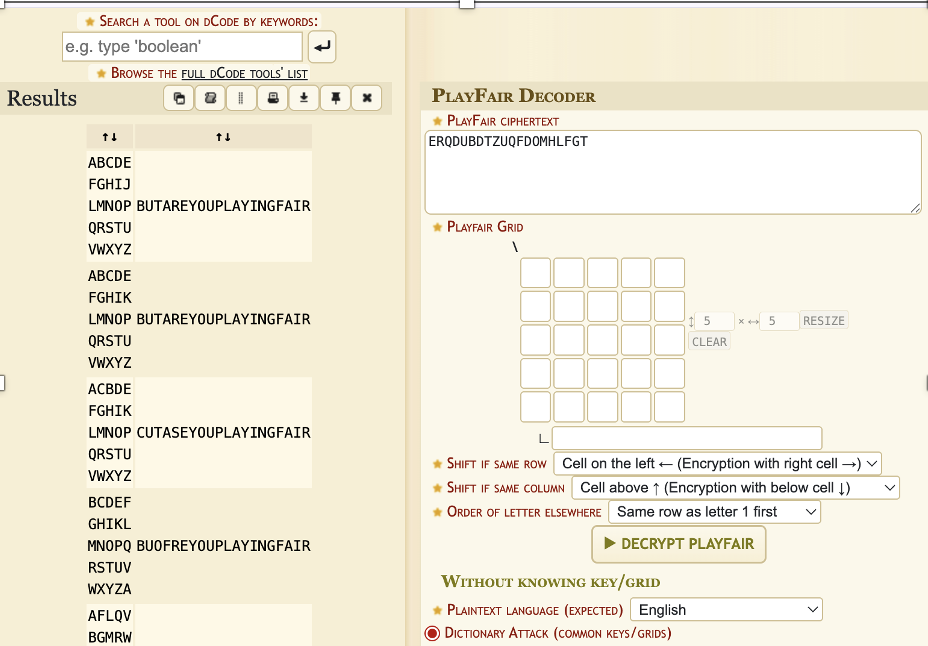 ★ Search a tool on dCode by keywords:
e.g. type 'boolean'
★ Browse the full dCode tools' list
Results
↑↓ ↑↓
ABCDE
FGHIJ
LMNOP BUTAREYOUPLAYINGFAIR
QRSTU
VWXYZ
ABCDE
FGHIK
LMNOP BUTAREYOUPLAYINGFAIR
QRSTU
VWXYZ
ACBDE
FGHIK
LMNOP CUTASEYOUPLAYINGFAIR
QRSTU
VWXYZ
BCDEF
GHIKL
MNOPQ BUOFREYOUPLAYINGFAIR
RSTUV
WXYZA
AFLQV
BGMRW
PlayFair Decoder
★ PlayFair ciphertext
ERQDUBDTZUQFDOMHLFGT
★ Playfair Grid
\
↕ 5 × ↔ 5 RESIZE
CLEAR
★ Shift if same row Cell on the left ← (Encryption with right cell →)
★ Shift if same column Cell above ↑ (Encryption with below cell ↓)
★ Order of letter elsewhere Same row as letter 1 first
▶ DECRYPT PLAYFAIR
Without knowing key/grid
★ Plaintext language (expected) English
Dictionary Attack (common keys/grids)